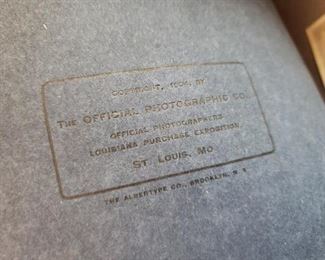 COPYRIGHT, 1904, BY
THE OFFICIAL PHOTOGRAPHIC CO.,
OFFICIAL PHOTOGRAPHERS
LOUISIANA PURCHASE EXPOSITION,
ST. LOUIS, MO.
THE ALBERTYPE CO., BROOKLYN, N. Y.